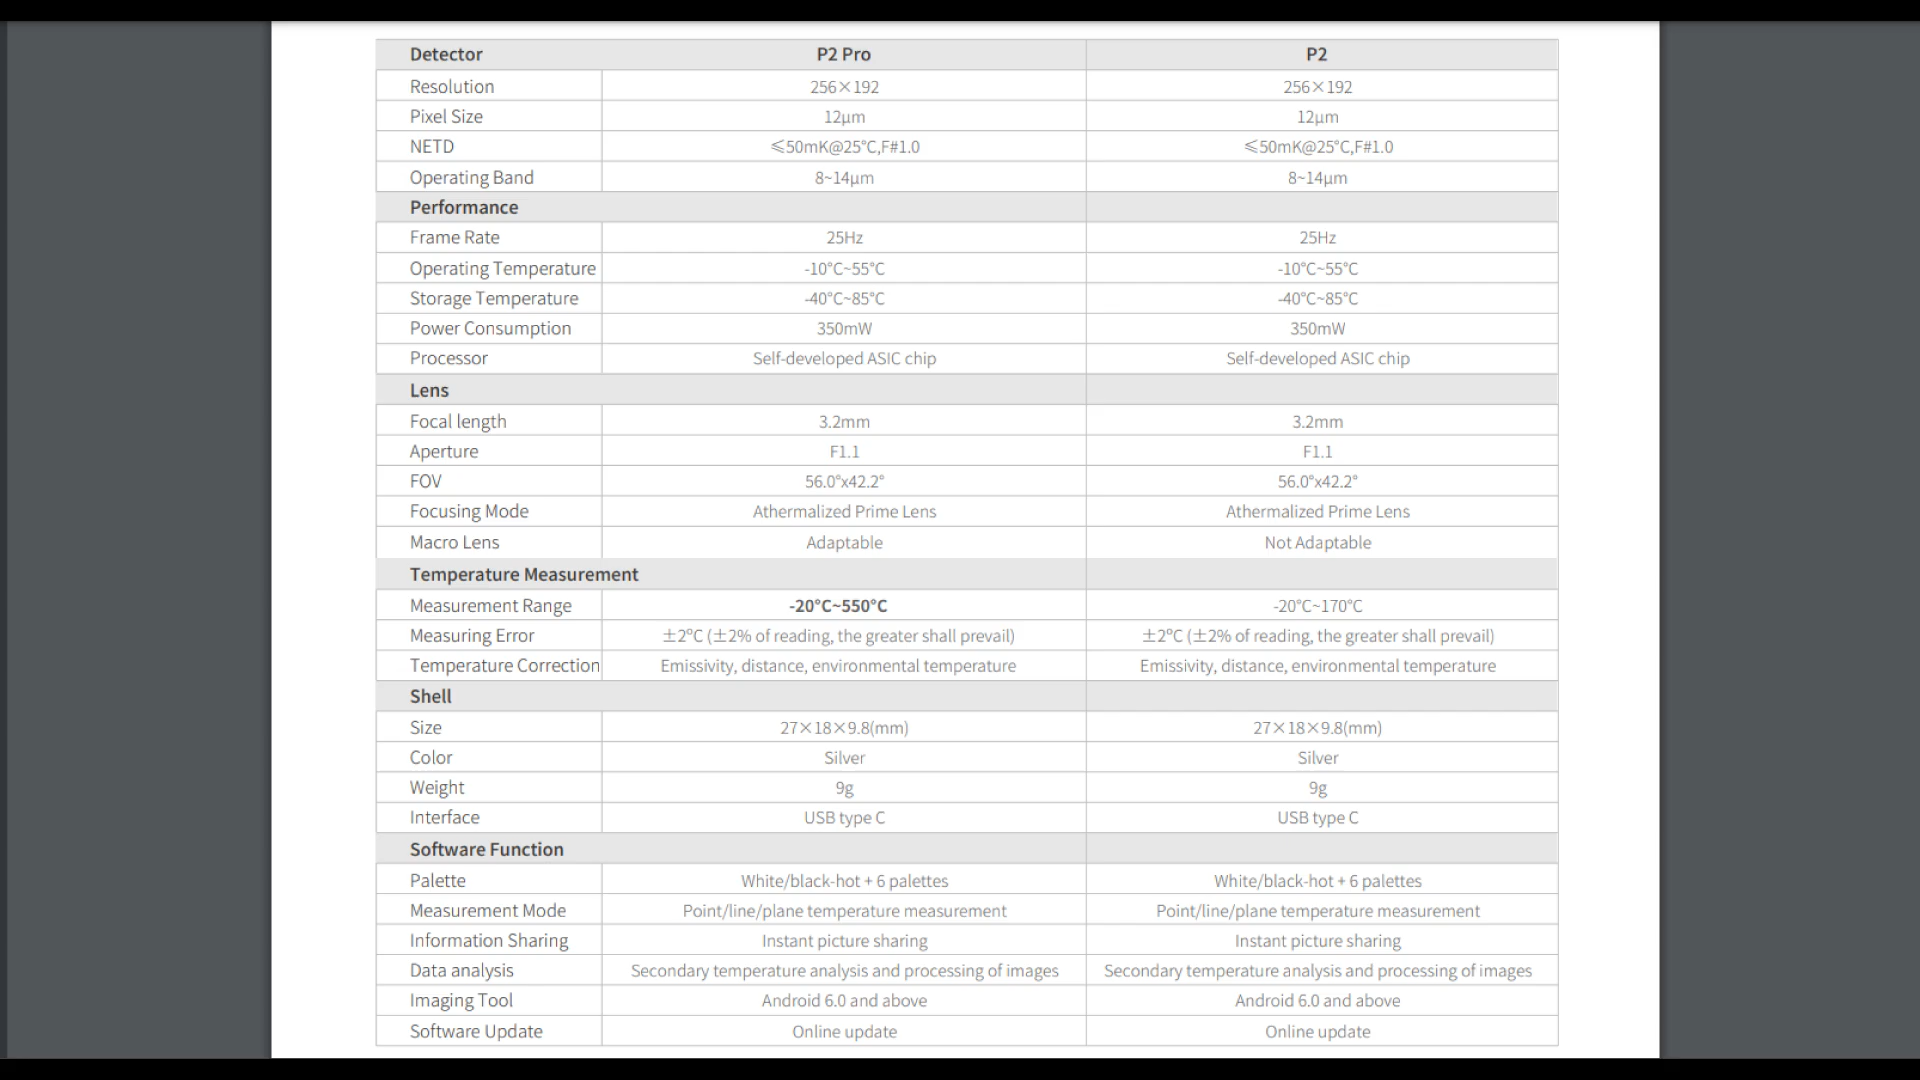 Detector P2 Pro P2
Resolution 256×192 256×192
Pixel Size 12μm 12μm
NETD ⩽50mK@25°C,F#1.0 ⩽50mK@25°C,F#1.0
Operating Band 8~14μm 8~14μm
Performance
Frame Rate 25Hz 25Hz
Operating Temperature -10°C~55°C -10°C~55°C
Storage Temperature -40°C~85°C -40°C~85°C
Power Consumption 350mW 350mW
Processor Self-developed ASIC chip Self-developed ASIC chip
Lens
Focal length 3.2mm 3.2mm
Aperture F1.1 F1.1
FOV 56.0°x42.2° 56.0°x42.2°
Focusing Mode Athermalized Prime Lens Athermalized Prime Lens
Macro Lens Adaptable Not Adaptable
Temperature Measurement
Measurement Range -20°C~550°C -20°C~170°C
Measuring Error ±2°C (±2% of reading, the greater shall prevail) ±2°C (±2% of reading, the greater shall prevail)
Temperature Correction Emissivity, distance, environmental temperature Emissivity, distance, environmental temperature
Shell
Size 27×18×9.8(mm) 27×18×9.8(mm)
Color Silver Silver
Weight 9g 9g
Interface USB type C USB type C
Software Function
Palette White/black-hot + 6 palettes White/black-hot + 6 palettes
Measurement Mode Point/line/plane temperature measurement Point/line/plane temperature measurement
Information Sharing Instant picture sharing Instant picture sharing
Data analysis Secondary temperature analysis and processing of images Secondary temperature analysis and processing of images
Imaging Tool Android 6.0 and above Android 6.0 and above
Software Update Online update Online update